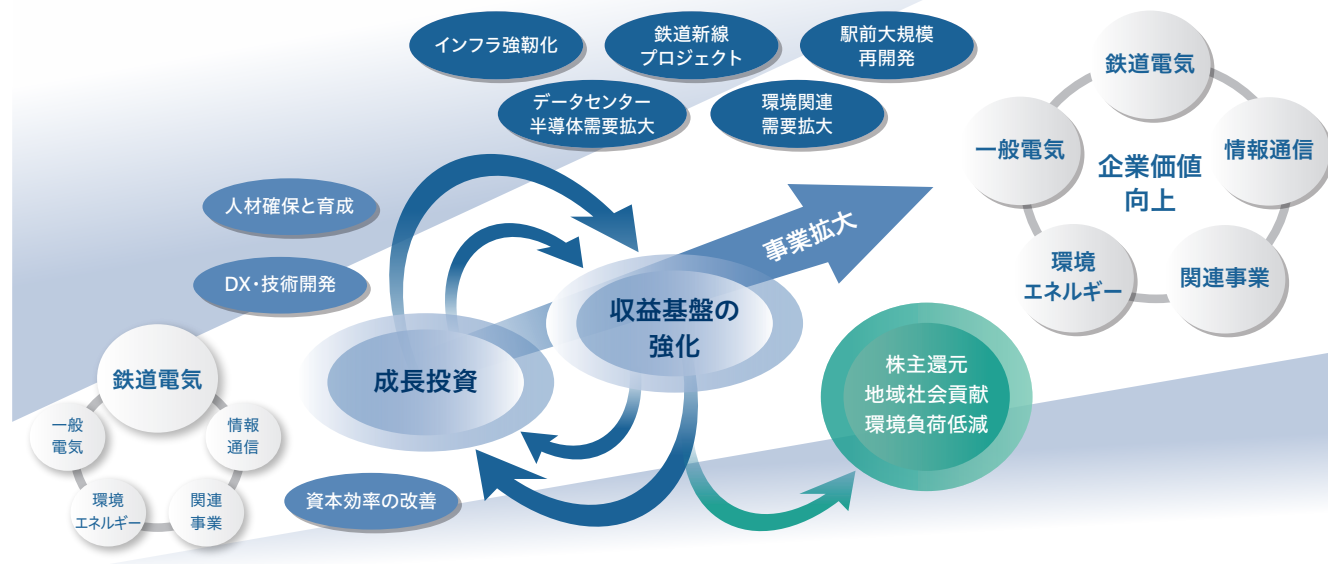 インフラ強靭化
鉄道新線
プロジェクト
駅前大規模
再開発
データセンター
半導体需要拡大
環境関連
需要拡大
鉄道電気
一般電気
情報通信
企業価値
向上
環境
エネルギー
関連事業
人材確保と育成
DX・技術開発
事業拡大
収益基盤の
強化
成長投資
株主還元
地域社会貢献
環境負荷低減
鉄道電気
一般
電気
情報
通信
環境
エネルギー
関連
事業
資本効率の改善